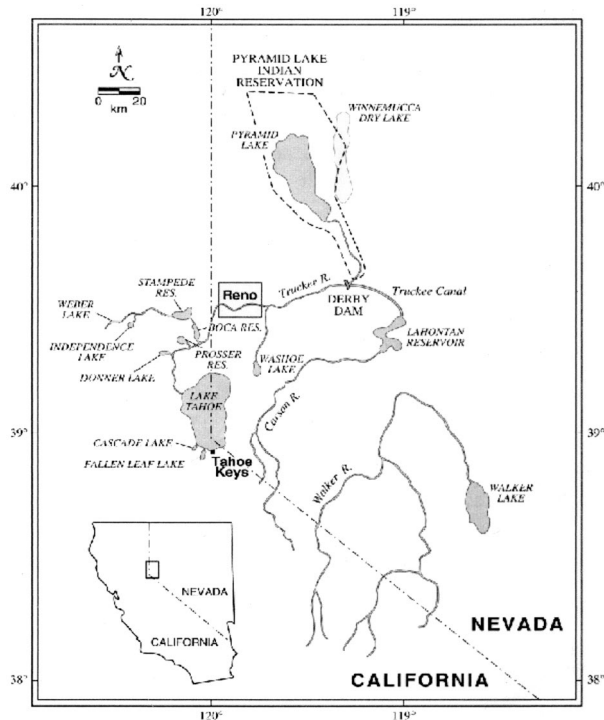 120°
119°
N
0 20
km
PYRAMID LAKE
INDIAN
RESERVATION
WINNEMUCCA
DRY LAKE
PYRAMID
LAKE
40°
40°
STAMPEDE
RES.
Reno
Truckee R.
Truckee Canal
DERBY
DAM
WEBER
LAKE
BOCA RES.
INDEPENDENCE
LAKE
PROSSER
RES.
WASHOE
LAKE
LAHONTAN
RESERVOIR
DONNER LAKE
LAKE
TAHOE
Carson R.
39°
39°
CASCADE LAKE
FALLEN LEAF LAKE
Tahoe
Keys
Walker R.
WALKER
LAKE
NEVADA
CALIFORNIA
NEVADA
CALIFORNIA
38°
38°
120°
119°